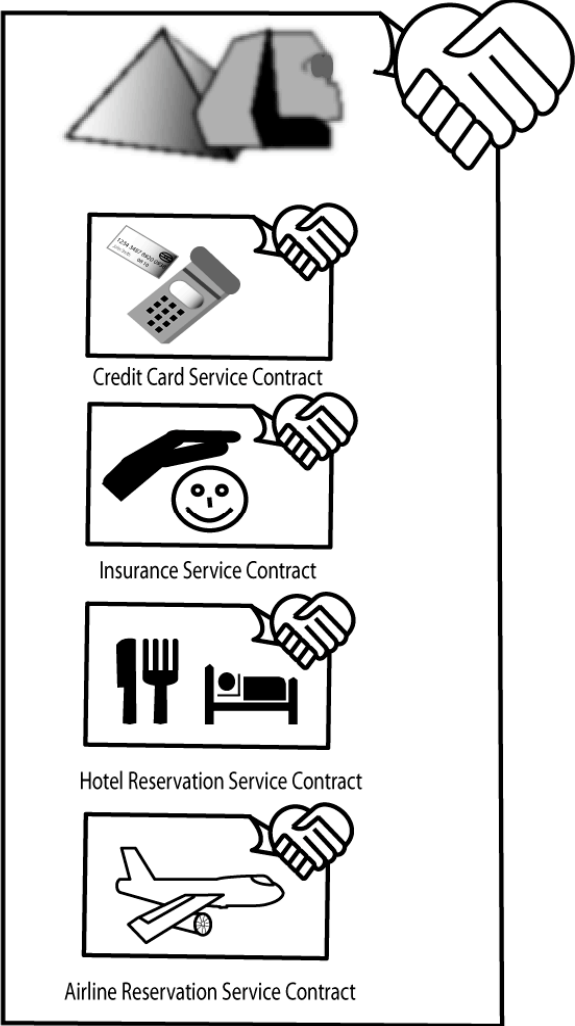 Credit Card Service Contract
Insurance Service Contract
Hotel Reservation Service Contract
Airline Reservation Service Contract